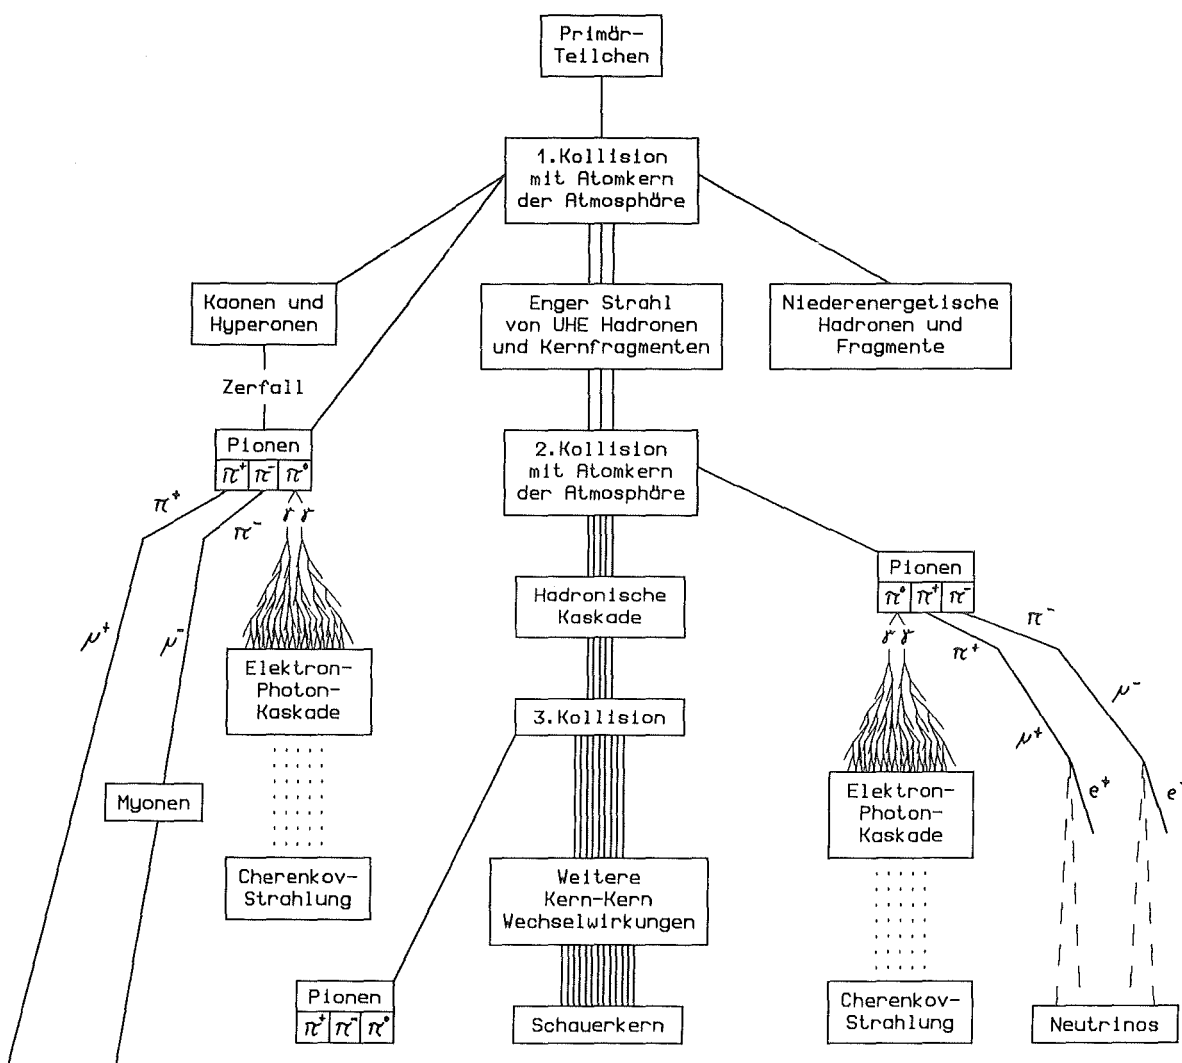 Primär-
Teilchen
1.Kollision
mit Atomkern
der Atmosphäre
Kaonen und
Hyperonen
Enger Strahl
von UHE Hadronen
und Kernfragmenten
Niederenergetische
Hadronen und
Fragmente
Zerfall
Pionen
π⁺ π⁻ π⁰
2.Kollision
mit Atomkern
der Atmosphäre
π⁺
π⁻
γ γ
Pionen
π⁰ π⁺ π⁻
Hadronische
Kaskade
γ γ
π⁺
π⁻
μ⁺
μ⁻
Elektron-
Photon-
Kaskade
3.Kollision
μ⁺
μ⁻
Myonen
Elektron-
Photon-
Kaskade
e⁺
e
Cherenkov-
Strahlung
Weitere
Kern-Kern
Wechselwirkungen
Pionen
π⁺ π⁻ π⁰
Schauerkern
Cherenkov-
Strahlung
Neutrinos